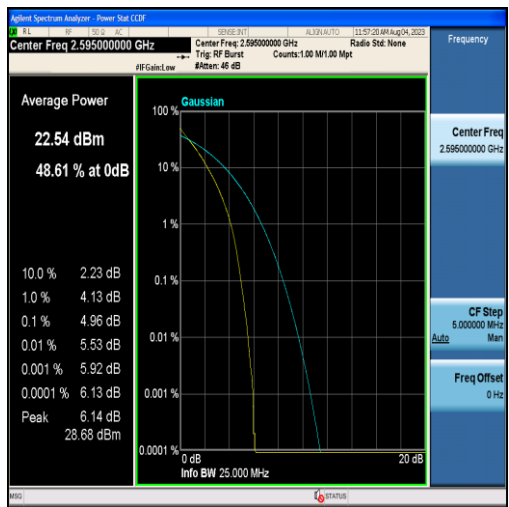 Agilent Spectrum Analyzer - Power Stat CCDF
RL RF 50 Ω AC SENSE:INT ALIGN AUTO 11:57:20 AM Aug 04, 2023
Center Freq 2.595000000 GHz
Center Freq: 2.595000000 GHz Radio Std: None
Trig: RF Burst Counts:1.00 M/1.00 Mpt
#IFGain:Low #Atten: 46 dB
Frequency
Average Power
22.54 dBm
48.61 % at 0dB
10.0 % 2.23 dB
1.0 % 4.13 dB
0.1 % 4.96 dB
0.01 % 5.53 dB
0.001 % 5.92 dB
0.0001 % 6.13 dB
Peak 6.14 dB
28.68 dBm
Gaussian
100 %
10 %
1 %
0.1 %
0.01 %
0.001 %
0.0001 %
0 dB 20 dB
Info BW 25.000 MHz
Center Freq
2.595000000 GHz
CF Step
5.000000 MHz
Auto Man
Freq Offset
0 Hz
MSG STATUS